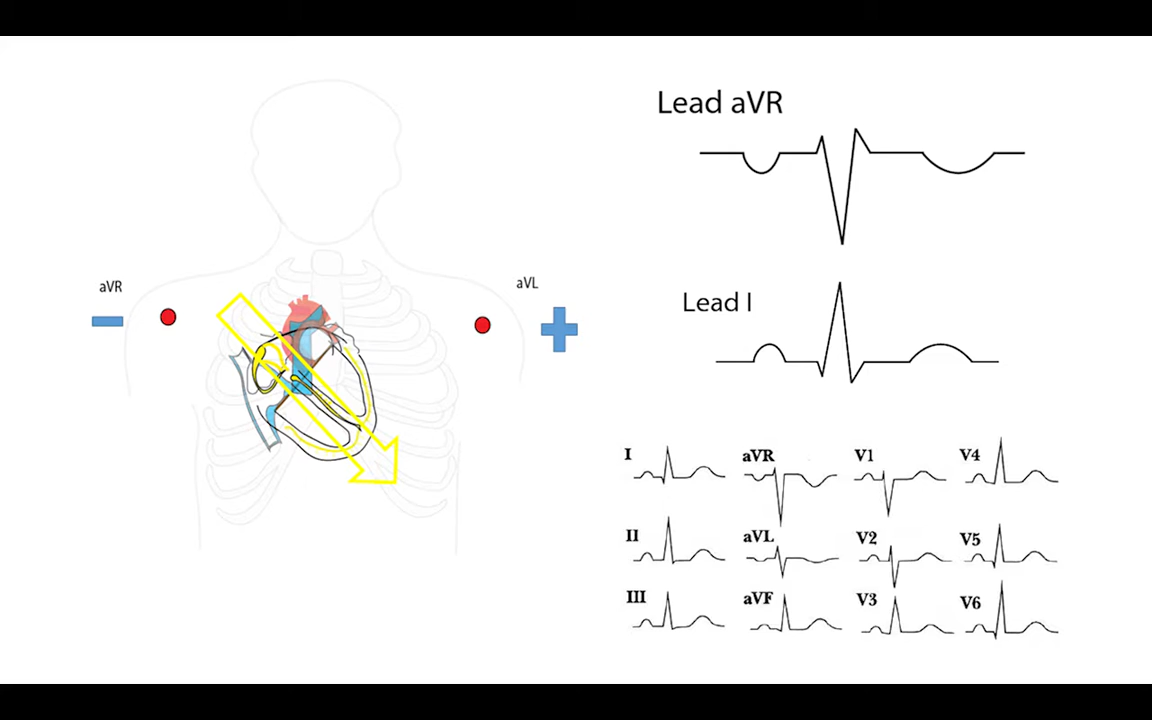 Lead aVR
aVR
aVL
Lead I
I aVR V1 V4
II aVL V2 V5
III aVF V3 V6